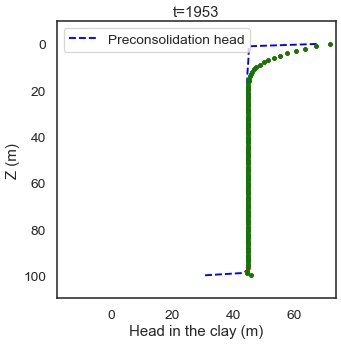 t=1953
Preconsolidation head
Z (m)
0
20
40
60
80
100
0 20 40 60
Head in the clay (m)